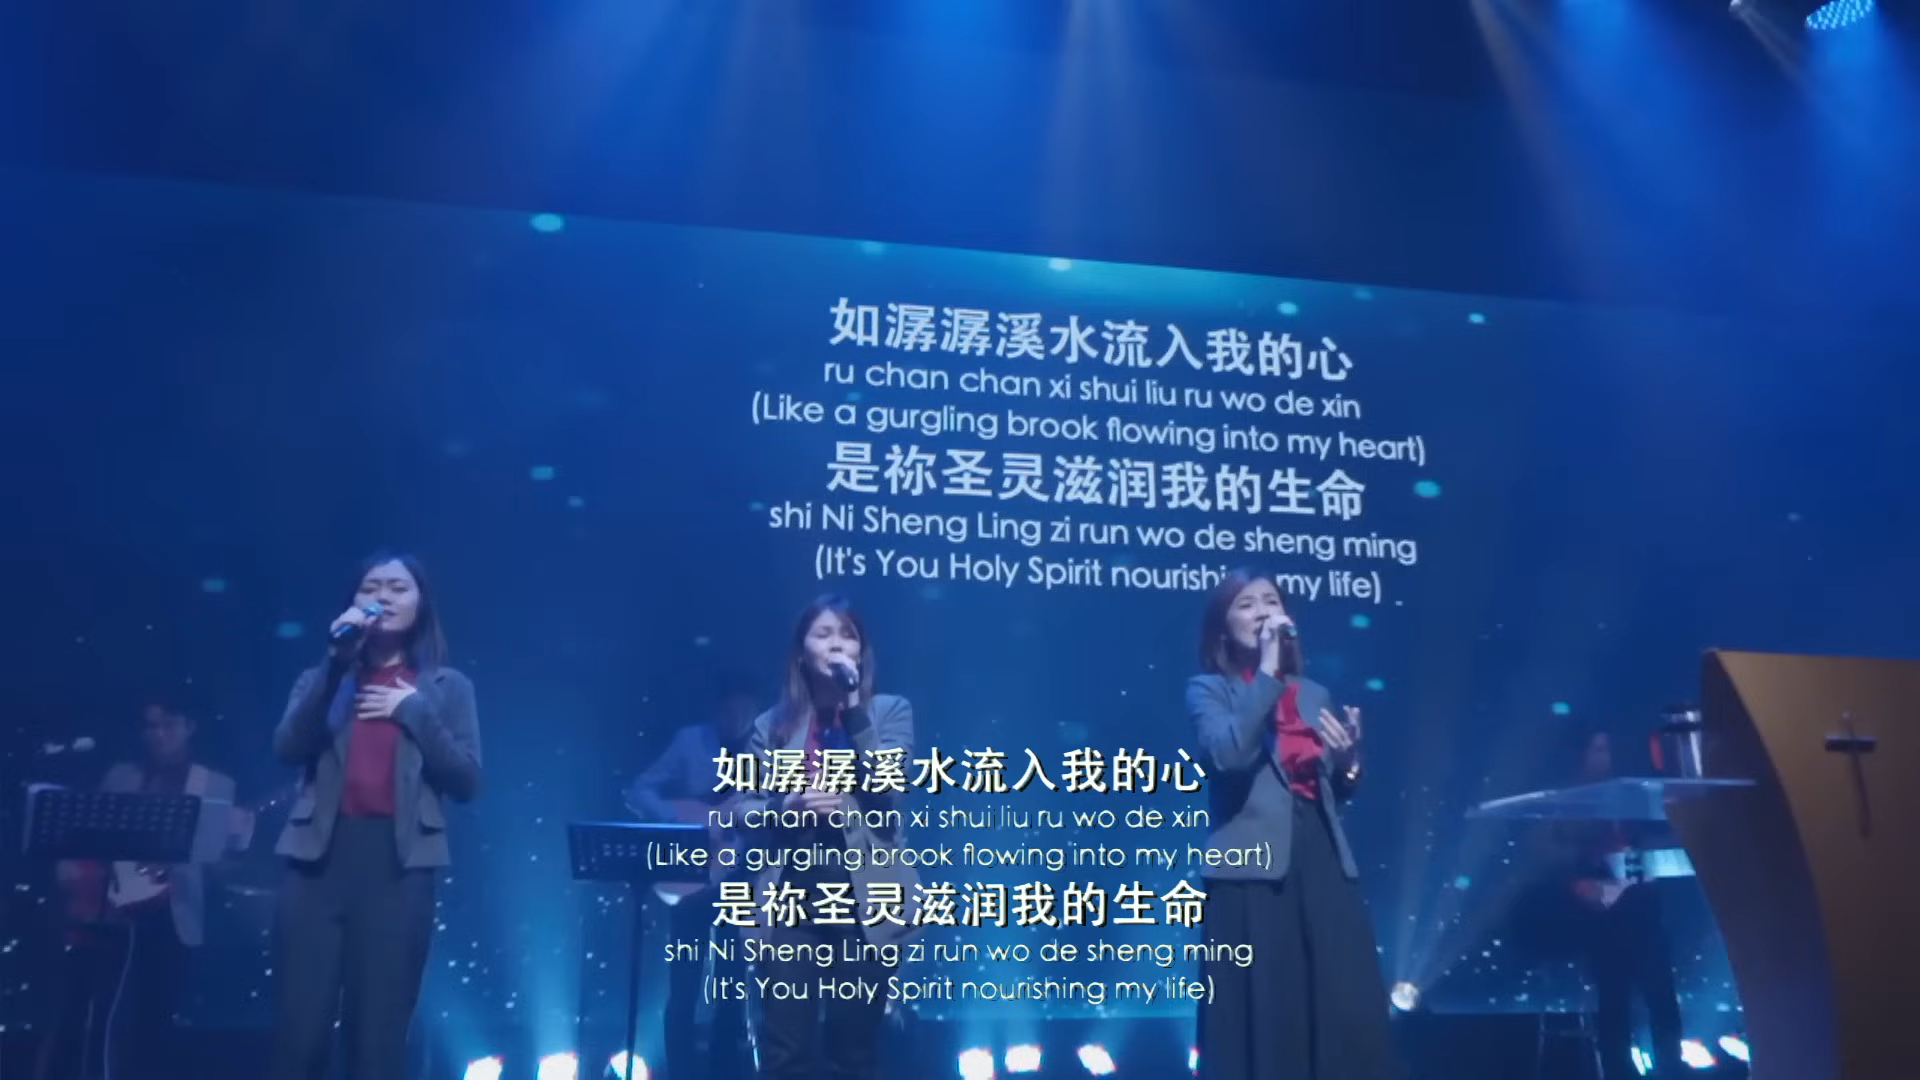 如潺潺溪水流入我的心
ru chan chan xi shui liu ru wo de xin
(Like a gurgling brook flowing into my heart)
是祢圣灵滋润我的生命
shi Ni Sheng Ling zi run wo de sheng ming
(It's You Holy Spirit nourishing my life)
如潺潺溪水流入我的心
ru chan chan xi shui liu ru wo de xin
(Like a gurgling brook flowing into my heart)
是祢圣灵滋润我的生命
shi Ni Sheng Ling zi run wo de sheng ming
(It's You Holy Spirit nourishing my life)